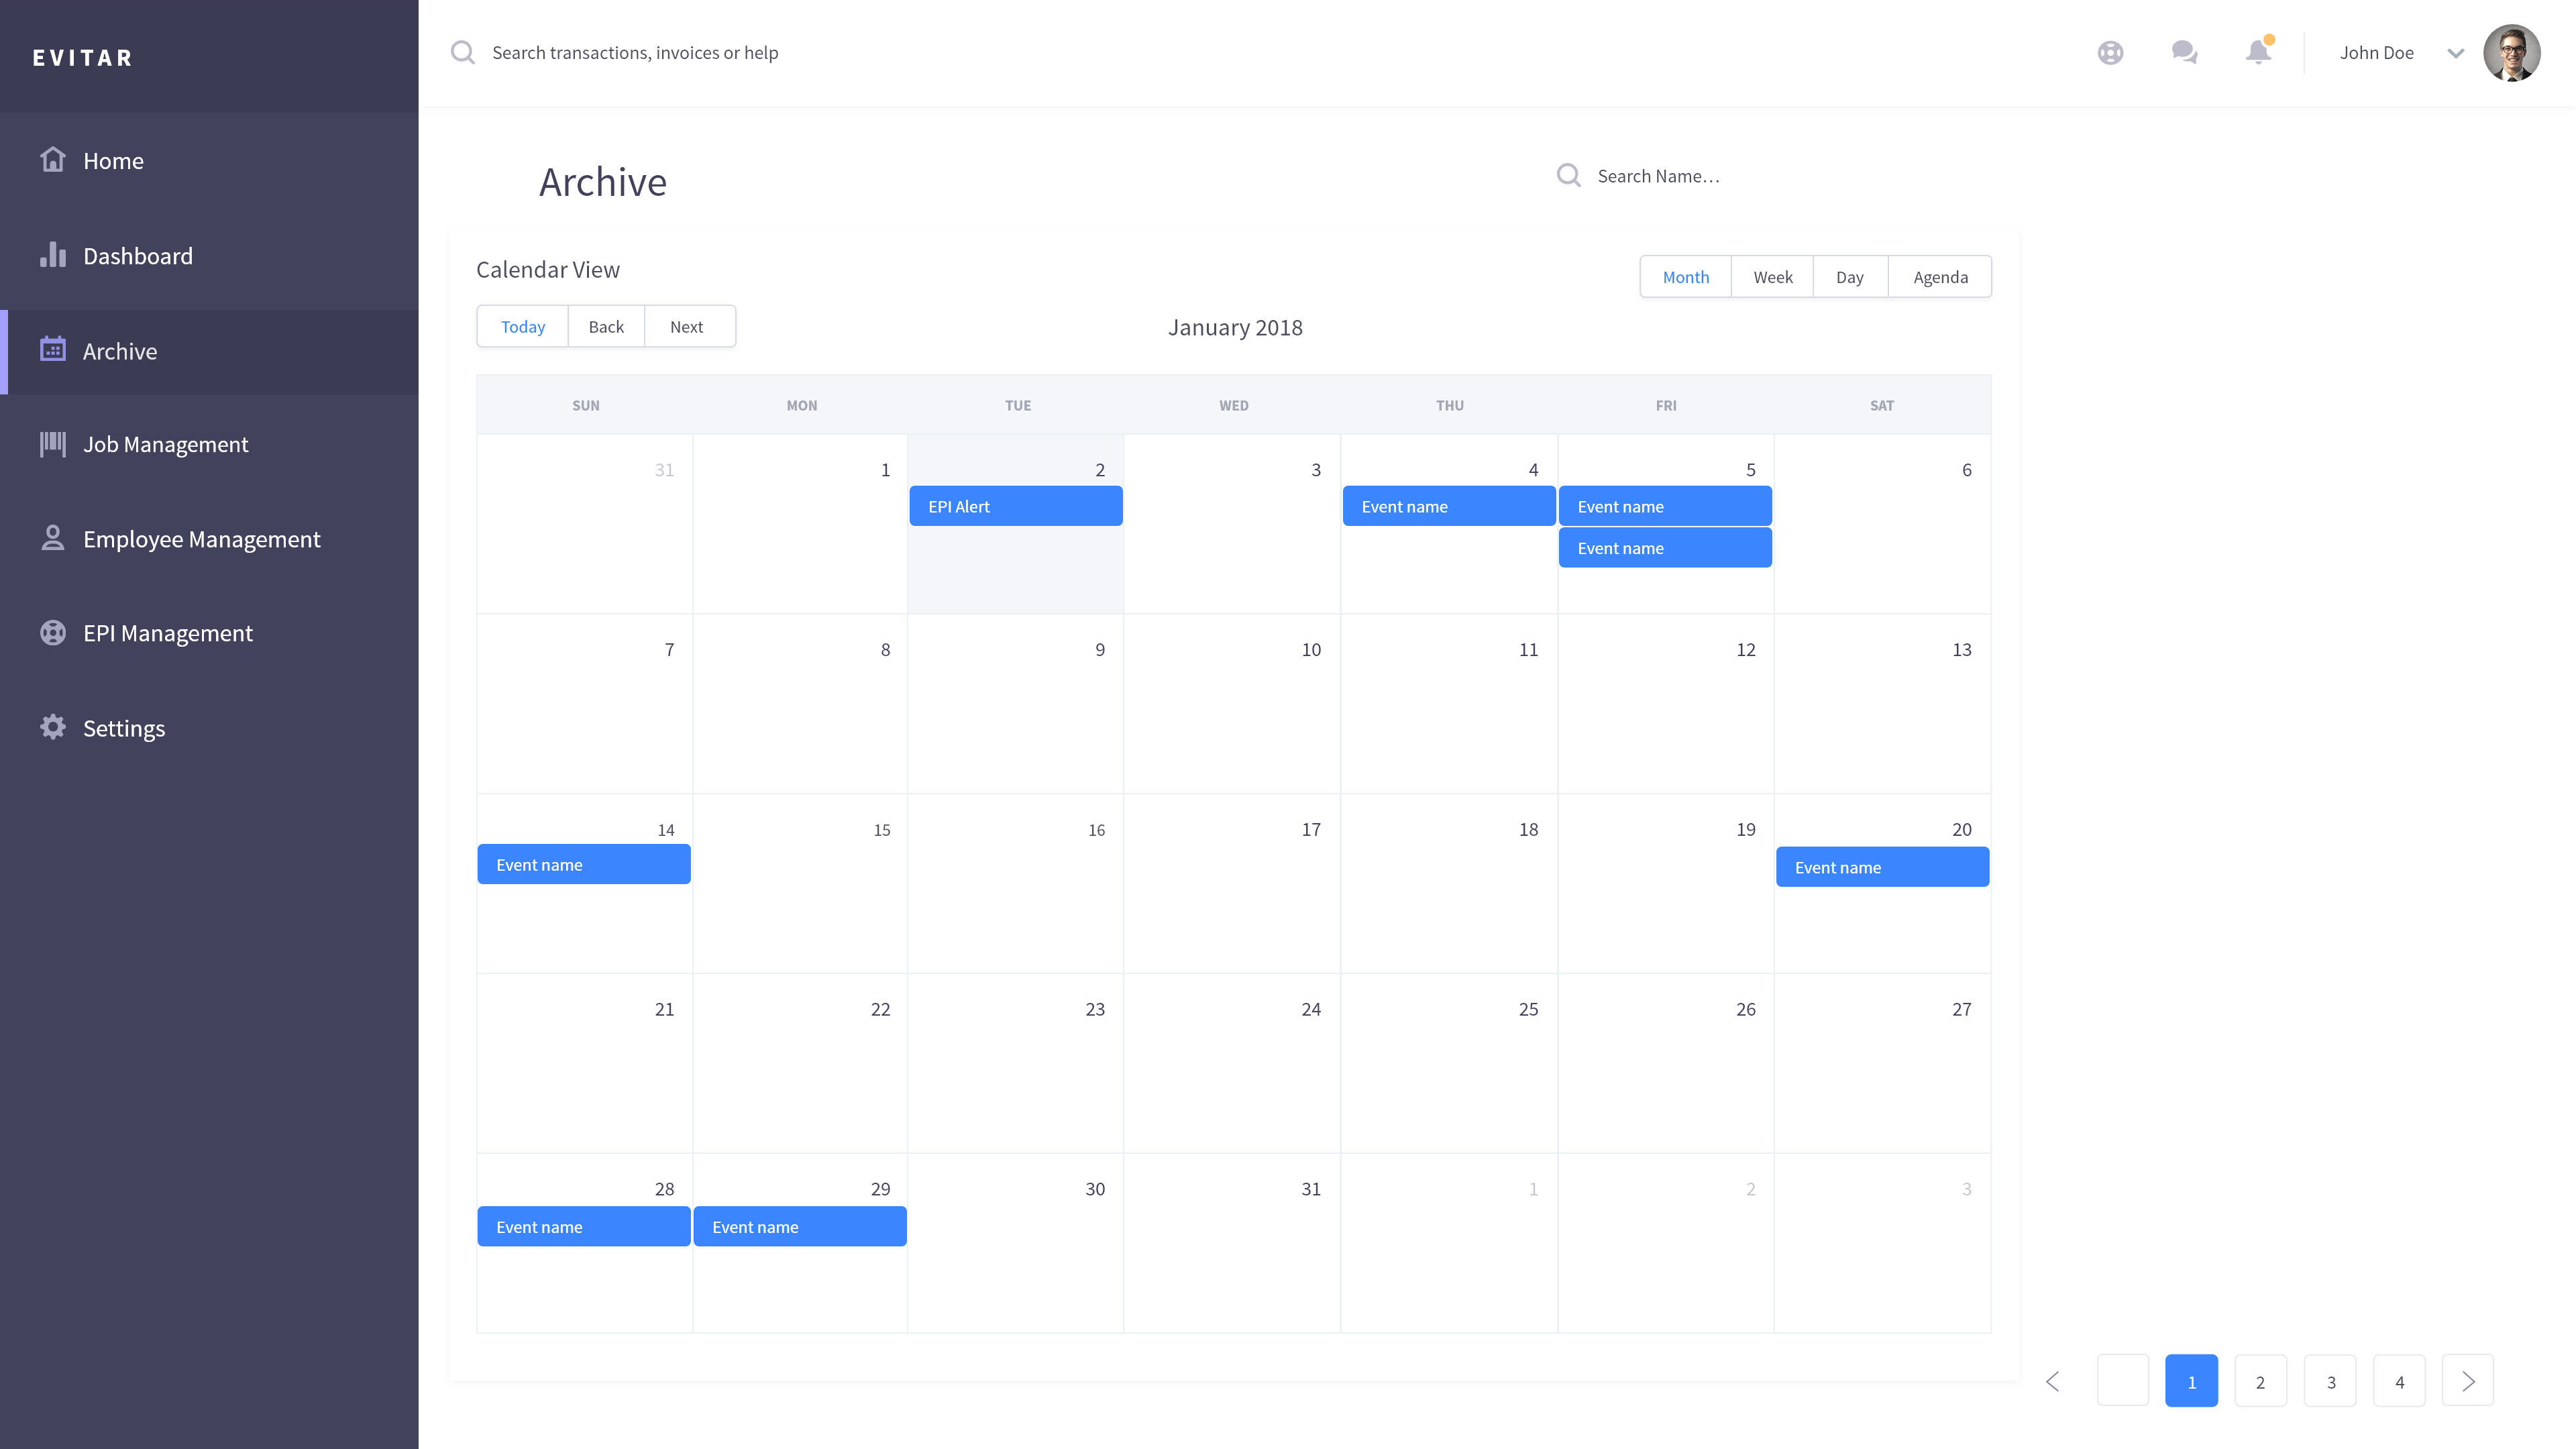 EVITAR
Search transactions, invoices or help
John Doe
Home
Dashboard
Archive
Job Management
Employee Management
EPI Management
Settings
Archive
Search Name...
Calendar View
Month Week Day Agenda
Today Back Next
January 2018
SUN MON TUE WED THU FRI SAT
31 1 2 3 4 5 6
EPI Alert Event name Event name
Event name
7 8 9 10 11 12 13
14 15 16 17 18 19 20
Event name Event name
21 22 23 24 25 26 27
28 29 30 31 1 2 3
Event name Event name
1 2 3 4